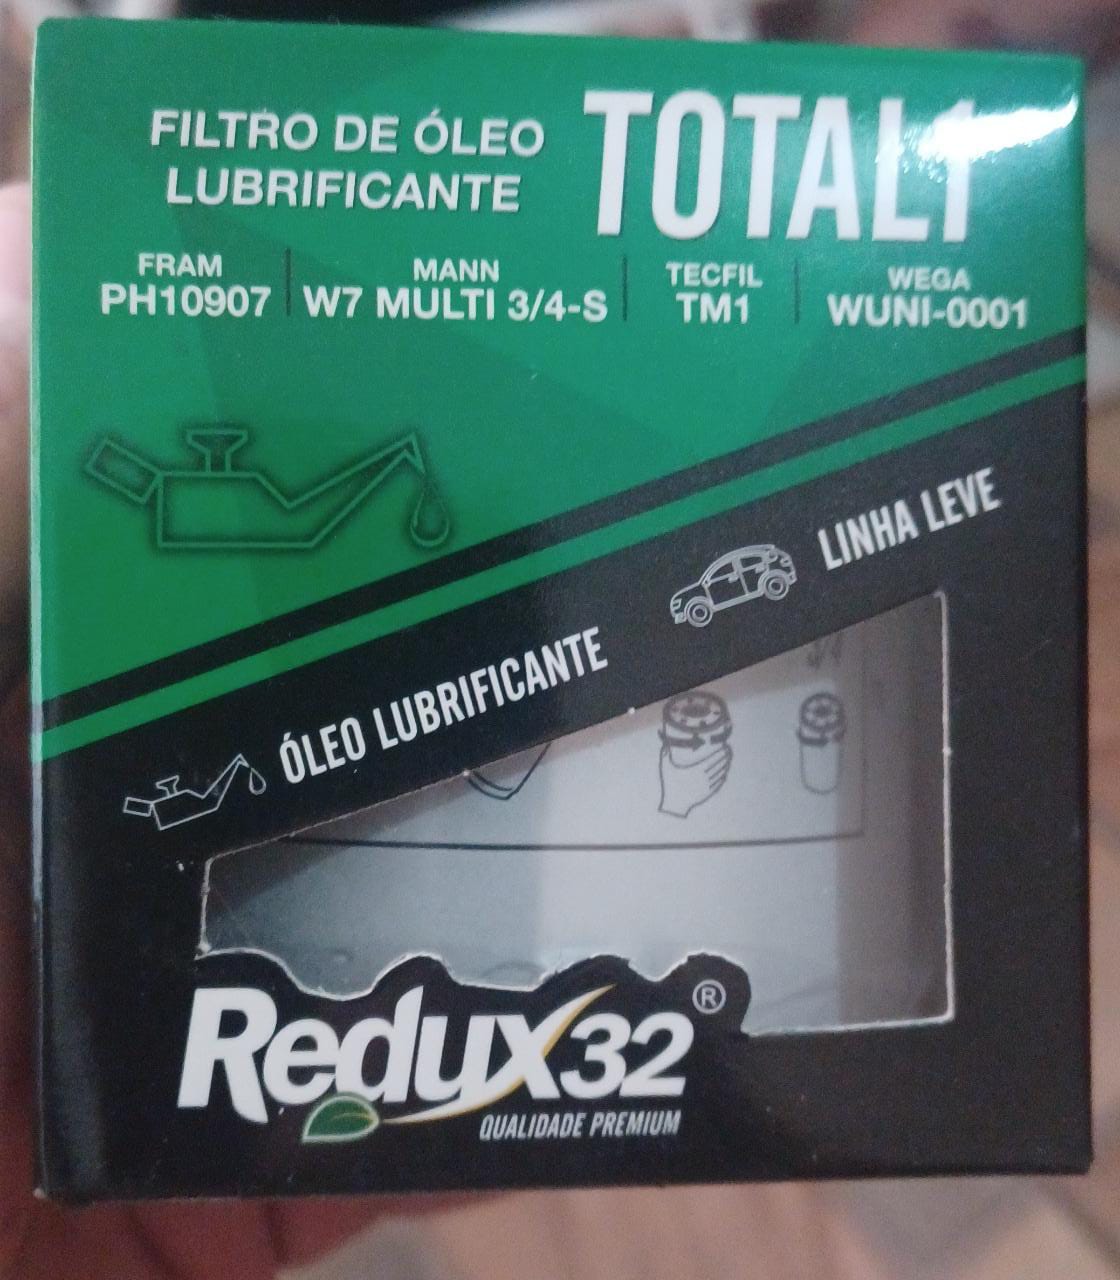 FILTRO DE ÓLEO
LUBRIFICANTE
TOTAL1
FRAM
PH10907
MANN
W7 MULTI 3/4-S
TECFIL
TM1
WEGA
WUNI-0001
LINHA LEVE
ÓLEO LUBRIFICANTE
Redux32®
QUALIDADE PREMIUM